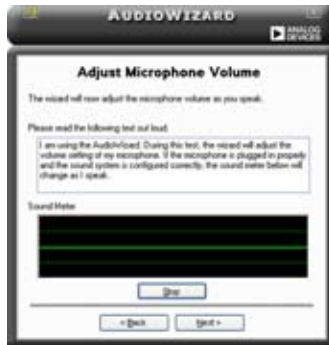 AUDIOWIZARD
ANALOG
DEVICES
Adjust Microphone Volume
The wizard will now adjust the microphone volume as you speak.
Please read the following text out loud.
I am using the AudioWizard. During this test, the wizard will adjust the
volume setting of my microphone. If the microphone is plugged in properly
and the sound system is configured correctly, the sound meter below will
change as I speak.
Sound Meter
Stop
< Back
Next >